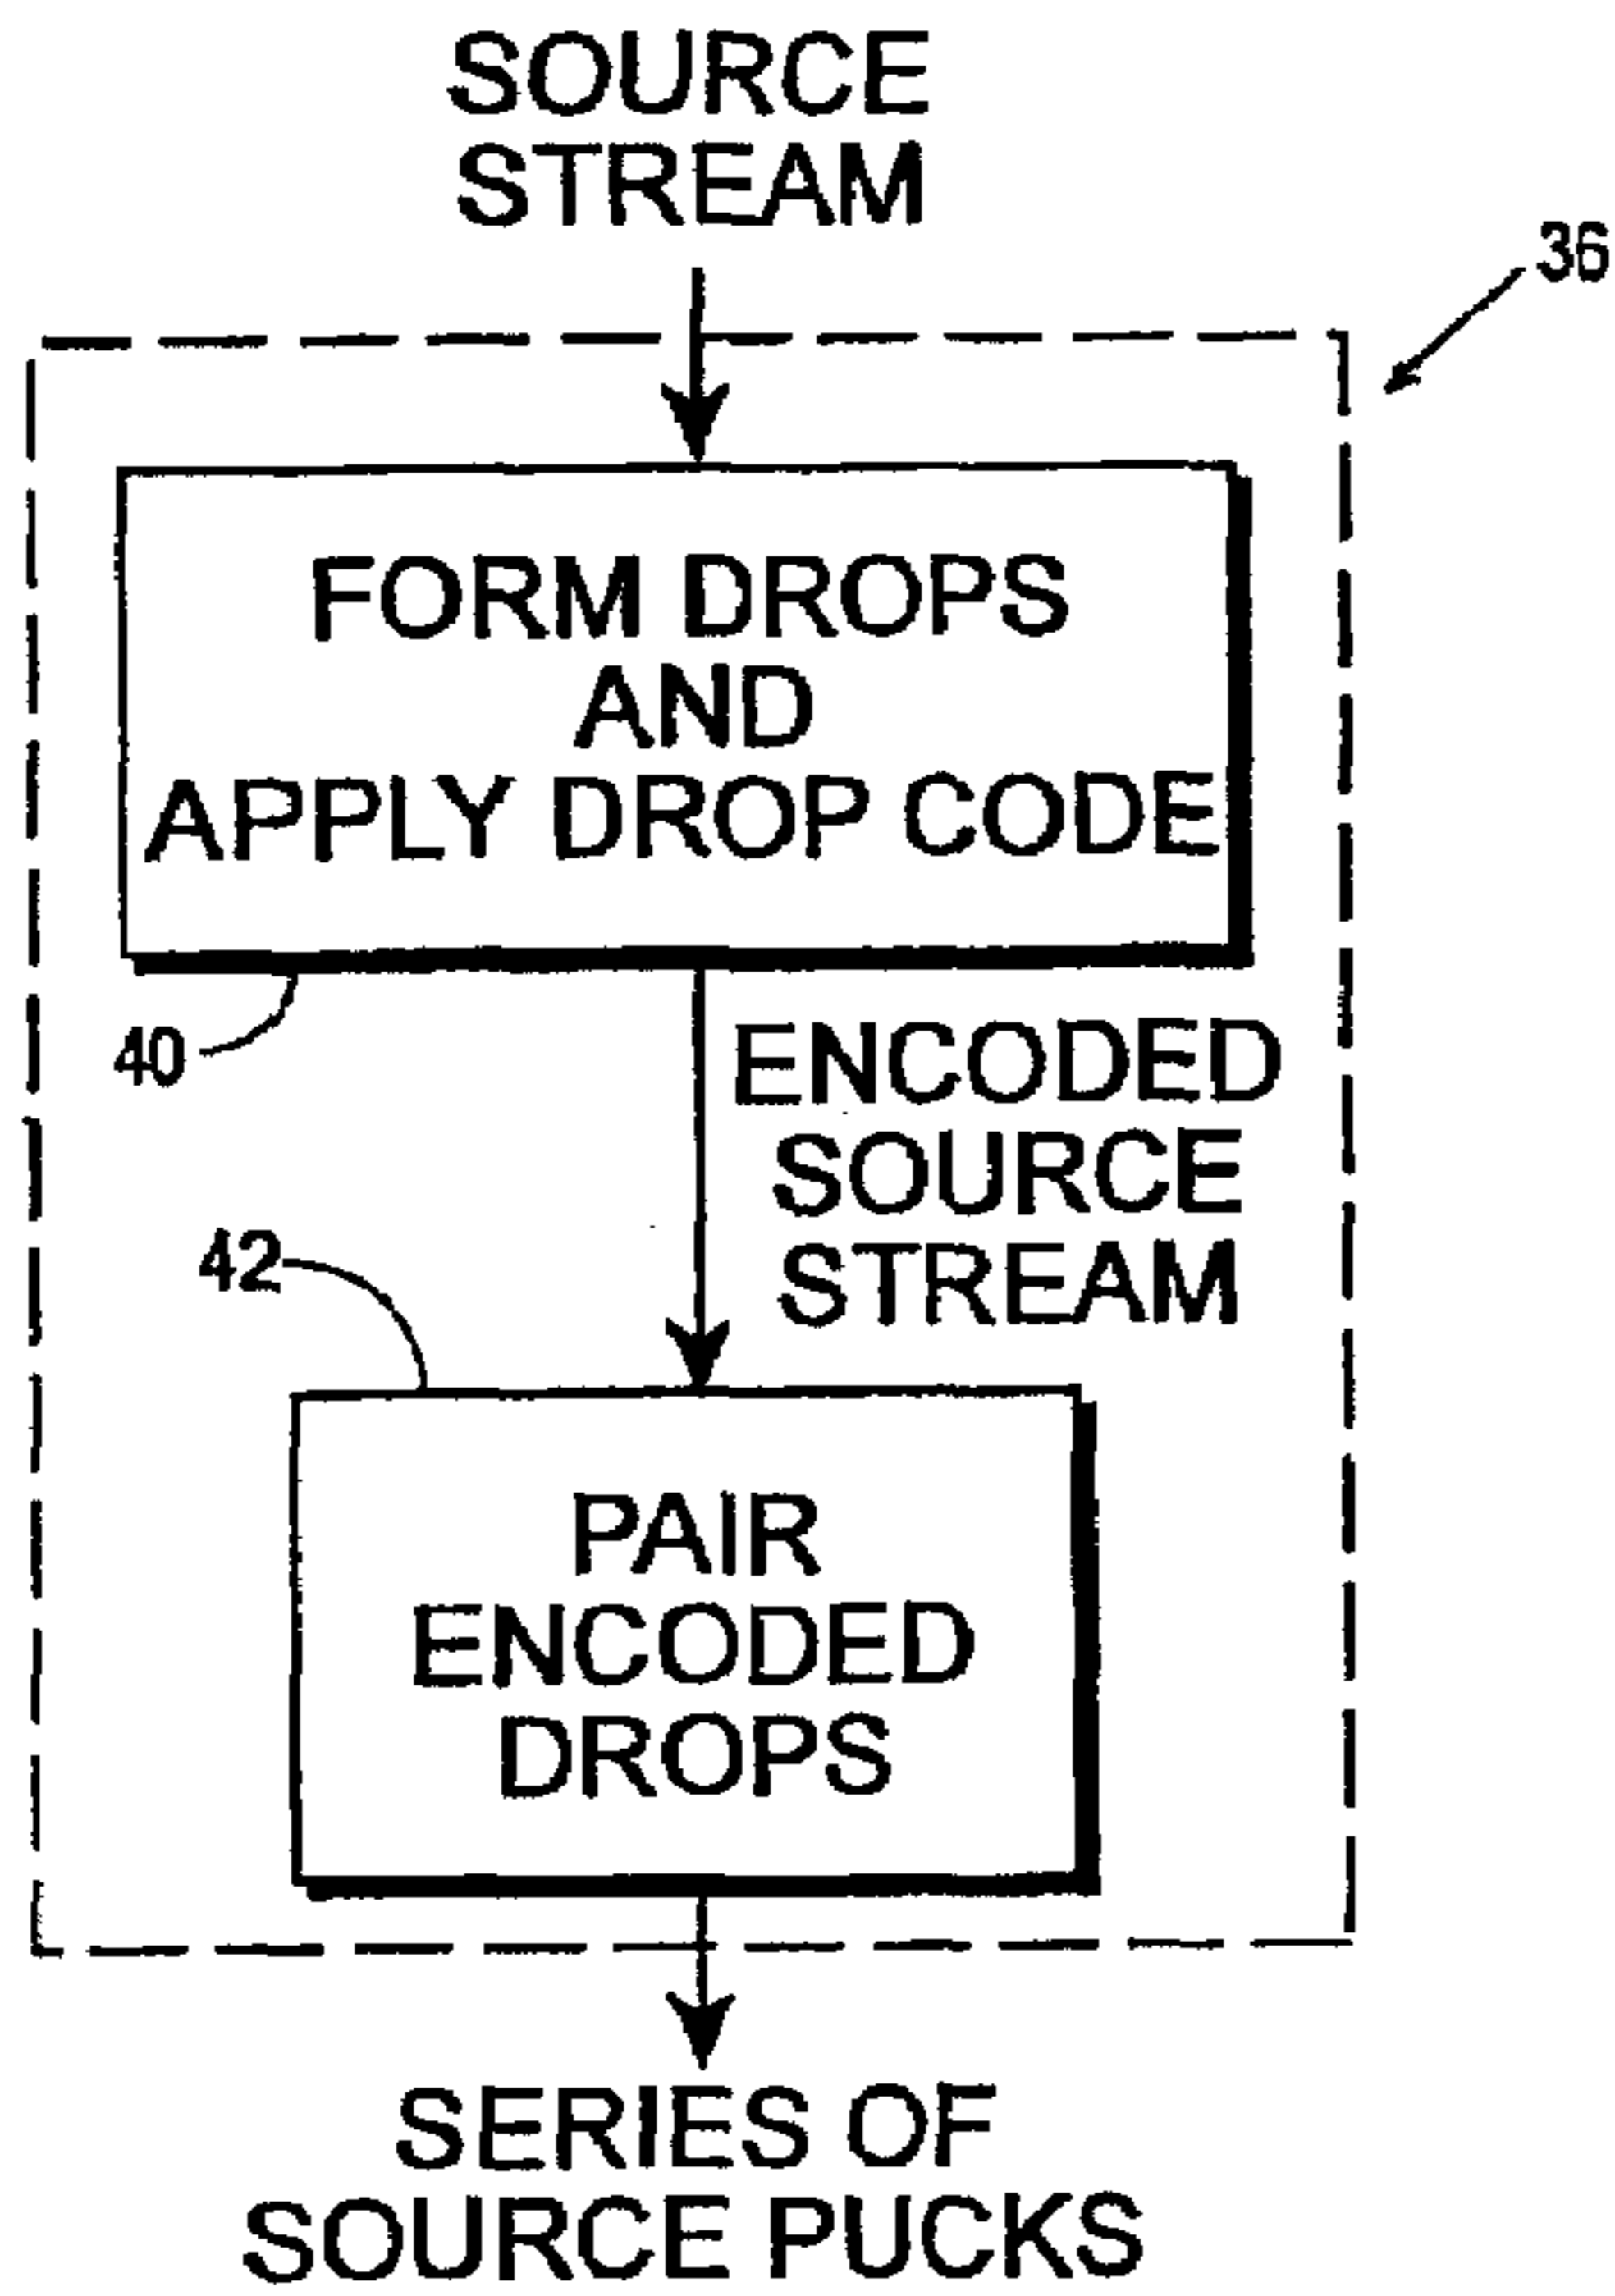 SOURCE
STREAM
36
FORM DROPS
AND
APPLY DROP CODE
40
ENCODED
SOURCE
STREAM
42
PAIR
ENCODED
DROPS
SERIES OF
SOURCE PUCKS